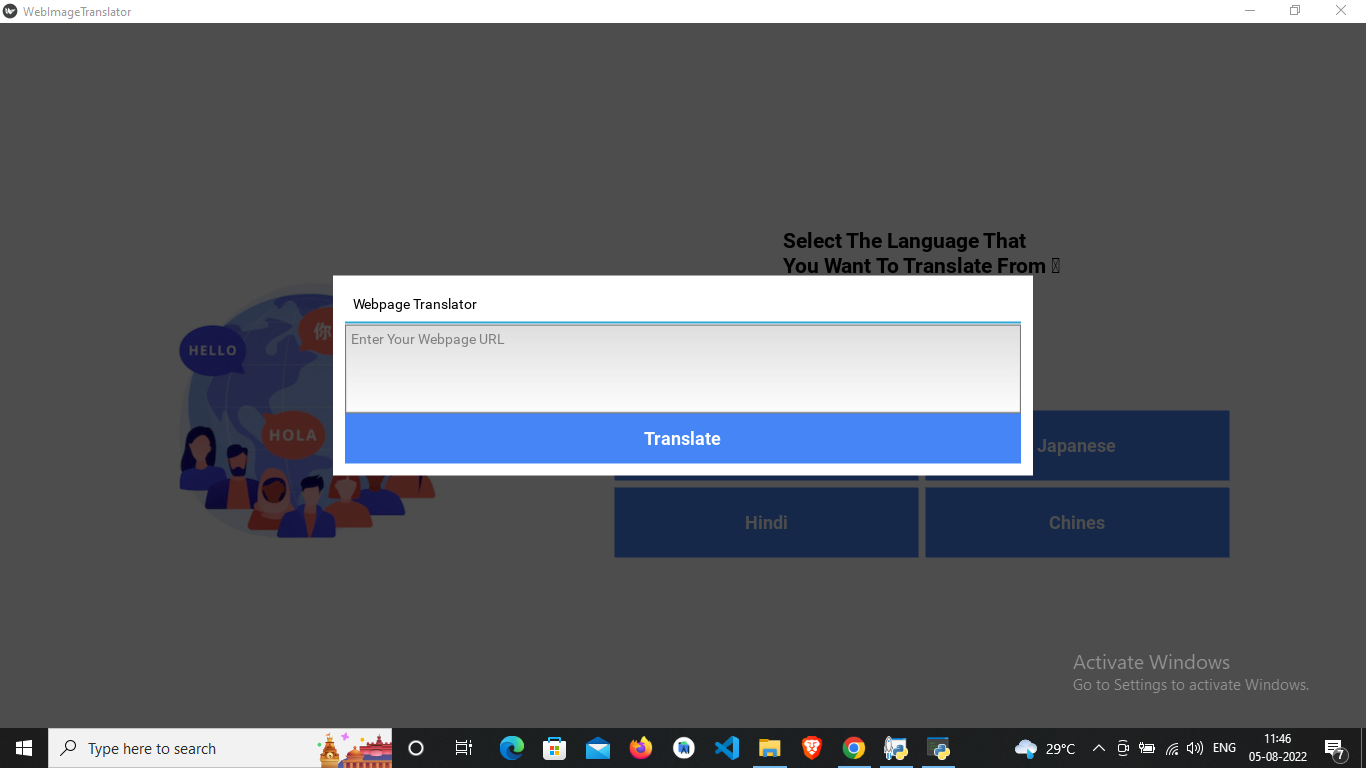 WebImageTranslator
Select The Language That
You Want To Translate From
Webpage Translator
Enter Your Webpage URL
Translate
HELLO
你
HOLA
Japanese
Hindi
Chines
Activate Windows
Go to Settings to activate Windows.
Type here to search
29°C
ENG
11:46
05-08-2022
7